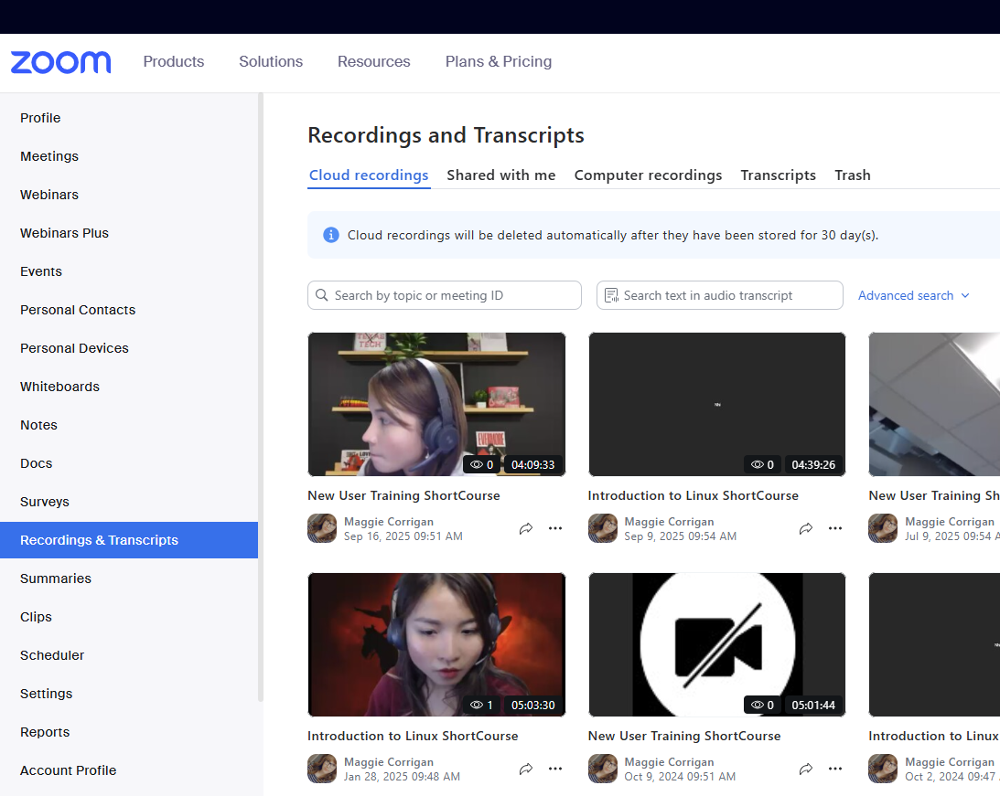 zoom
Products Solutions Resources Plans & Pricing
Profile
Meetings
Webinars
Webinars Plus
Events
Personal Contacts
Personal Devices
Whiteboards
Notes
Docs
Surveys
Recordings & Transcripts
Summaries
Clips
Scheduler
Settings
Reports
Account Profile
Recordings and Transcripts
Cloud recordings Shared with me Computer recordings Transcripts Trash
Cloud recordings will be deleted automatically after they have been stored for 30 day(s).
Search by topic or meeting ID Search text in audio transcript Advanced search
TEXAS
TECH
EVERMORE
LOVE
0 04:09:33
0 04:39:26
New User Training ShortCourse
Maggie Corrigan
Sep 16, 2025 09:51 AM
Introduction to Linux ShortCourse
Maggie Corrigan
Sep 9, 2025 09:54 AM
New User Training Sh
Maggie Corrigan
Jul 9, 2025 09:54 A
1 05:03:30
0 05:01:44
Introduction to Linux ShortCourse
Maggie Corrigan
Jan 28, 2025 09:48 AM
New User Training ShortCourse
Maggie Corrigan
Oct 9, 2024 09:51 AM
Introduction to Linux
Maggie Corrigan
Oct 2, 2024 09:47